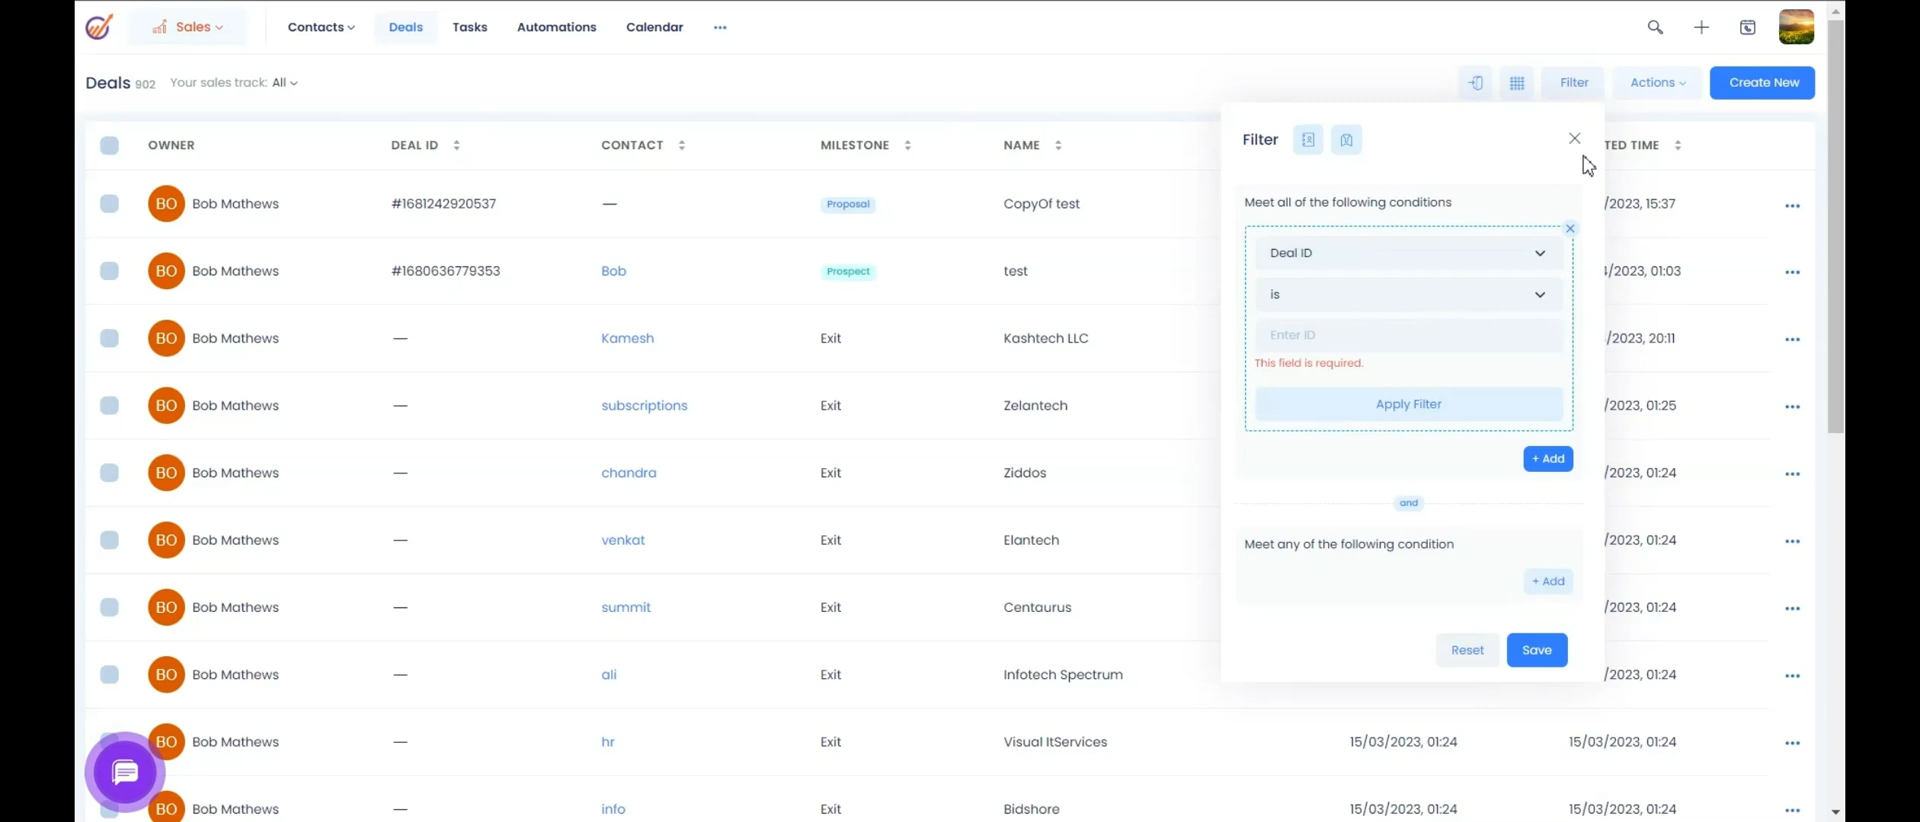 Sales Contacts Deals Tasks Automations Calendar •••
Deals 902 Your sales track: All Filter Actions Create New
OWNER DEAL ID CONTACT MILESTONE NAME TED TIME
BO Bob Mathews #1681242920537 — Proposal CopyOf test /2023, 15:37 •••
BO Bob Mathews #1680636779353 Bob Prospect test /2023, 01:03 •••
BO Bob Mathews — Kamesh Exit Kashtech LLC /2023, 20:11 •••
BO Bob Mathews — subscriptions Exit Zelantech /2023, 01:25 •••
BO Bob Mathews — chandra Exit Ziddos /2023, 01:24 •••
BO Bob Mathews — venkat Exit Elantech /2023, 01:24 •••
BO Bob Mathews — summit Exit Centaurus /2023, 01:24 •••
BO Bob Mathews — ali Exit Infotech Spectrum /2023, 01:24 •••
BO Bob Mathews — hr Exit Visual ItServices 15/03/2023, 01:24 15/03/2023, 01:24 •••
BO Bob Mathews — info Exit Bidshore 15/03/2023, 01:24 15/03/2023, 01:24 •••
Filter
Meet all of the following conditions
Deal ID
is
Enter ID
This field is required.
Apply Filter
+ Add
and
Meet any of the following condition
+ Add
Reset Save